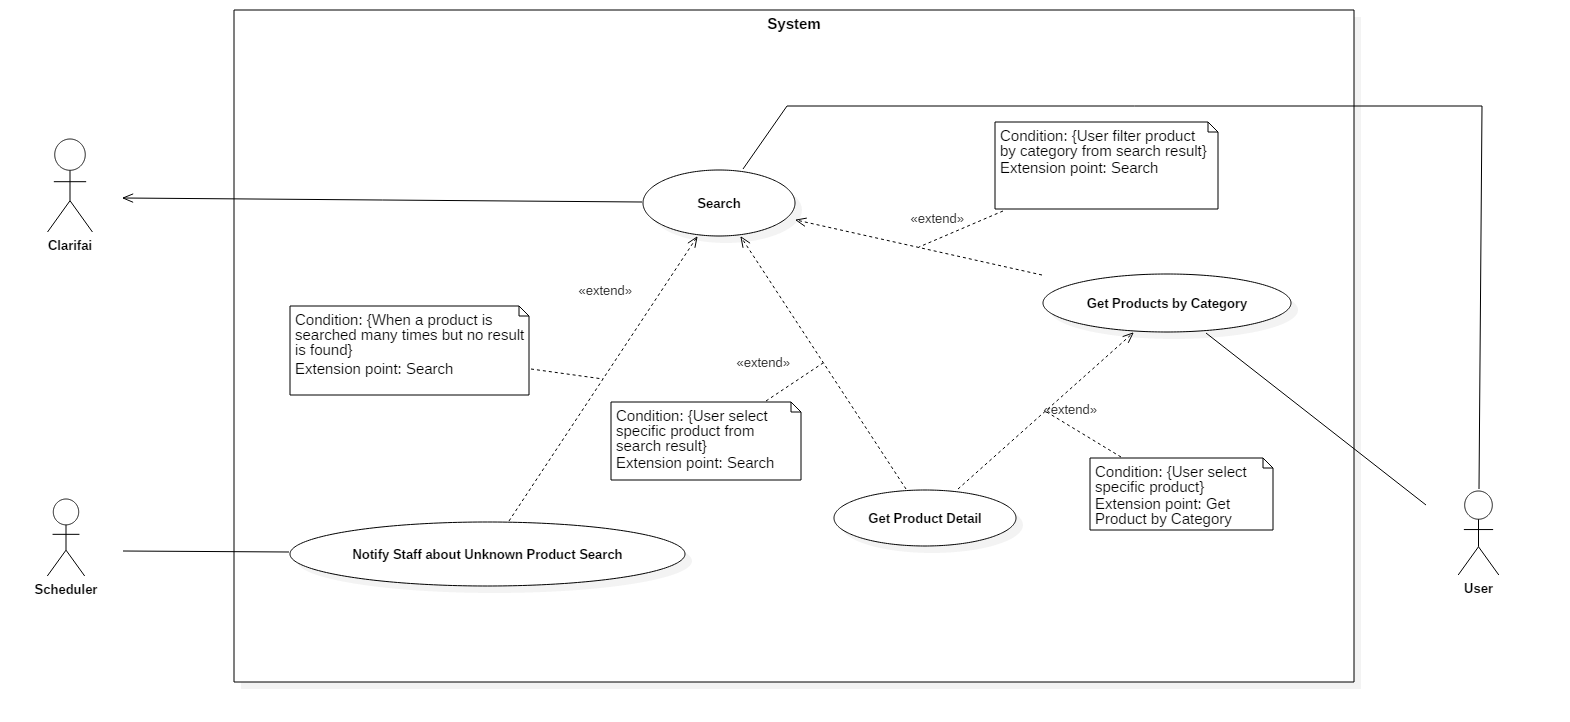 System
Condition: {User filter product
by category from search result}
Extension point: Search
Search
«extend»
Clarifai
«extend»
Get Products by Category
Condition: {When a product is
searched many times but no result
is found}
Extension point: Search
«extend»
Condition: {User select
specific product from
search result}
Extension point: Search
«extend»
Condition: {User select
specific product}
Extension point: Get
Product by Category
Get Product Detail
Notify Staff about Unknown Product Search
Scheduler
User